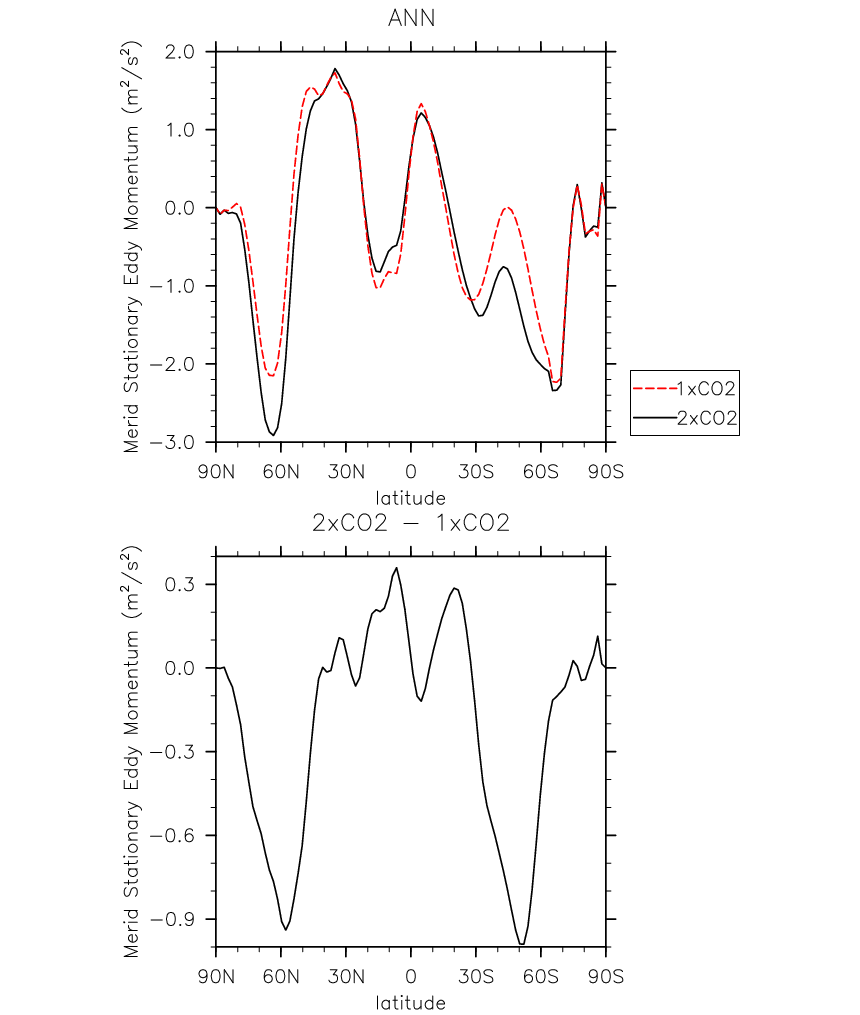 ANN
Merid Stationary Eddy Momentum (m²/s²)
2.0
1.0
0.0
−1.0
−2.0
−3.0
90N 60N 30N 0 30S 60S 90S
latitude
1xCO2
2xCO2
2xCO2 − 1xCO2
Merid Stationary Eddy Momentum (m²/s²)
0.3
0.0
−0.3
−0.6
−0.9
90N 60N 30N 0 30S 60S 90S
latitude